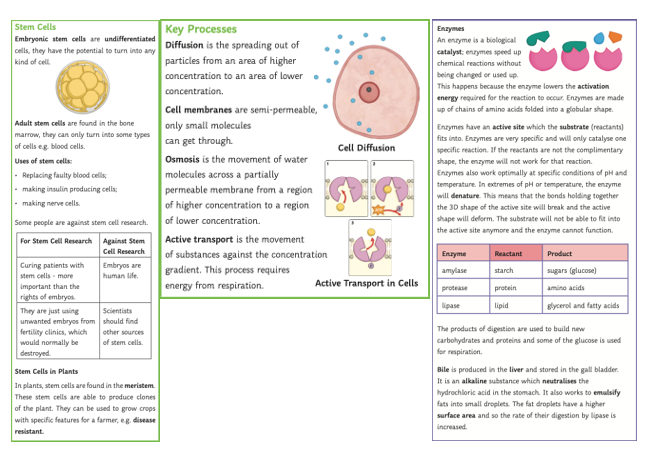 Stem Cells
Embryonic stem cells are undifferentiated
cells, they have the potential to turn into any
kind of cell.
Adult stem cells are found in the bone
marrow, they can only turn into some types
of cells e.g. blood cells.
Uses of stem cells:
• Replacing faulty blood cells;
• making insulin producing cells;
• making nerve cells.
Some people are against stem cell research.
For Stem Cell Research
Against Stem
Cell Research
Curing patients with
stem cells - more
important than the
rights of embryos.
Embryos are
human life.
They are just using
unwanted embryos from
fertility clinics, which
would normally be
destroyed.
Scientists
should find
other sources
of stem cells.
Stem Cells in Plants
In plants, stem cells are found in the meristem.
These stem cells are able to produce clones
of the plant. They can be used to grow crops
with specific features for a farmer, e.g. disease
resistant.
Key Processes
Diffusion is the spreading out of
particles from an area of higher
concentration to an area of lower
concentration.
Cell membranes are semi-permeable,
only small molecules
can get through.
Osmosis is the movement of water
molecules across a partially
permeable membrane from a region
of higher concentration to a region
of lower concentration.
Active transport is the movement
of substances against the concentration
gradient. This process requires
energy from respiration.
Cell Diffusion
1
2
3
Active Transport in Cells
Enzymes
An enzyme is a biological
catalyst; enzymes speed up
chemical reactions without
being changed or used up.
This happens because the enzyme lowers the activation
energy required for the reaction to occur. Enzymes are made
up of chains of amino acids folded into a globular shape.
Enzymes have an active site which the substrate (reactants)
fits into. Enzymes are very specific and will only catalyse one
specific reaction. If the reactants are not the complimentary
shape, the enzyme will not work for that reaction.
Enzymes also work optimally at specific conditions of pH and
temperature. In extremes of pH or temperature, the enzyme
will denature. This means that the bonds holding together
the 3D shape of the active site will break and the active
shape will deform. The substrate will not be able to fit into
the active site anymore and the enzyme cannot function.
Enzyme Reactant Product
amylase starch sugars (glucose)
protease protein amino acids
lipase lipid glycerol and fatty acids
The products of digestion are used to build new
carbohydrates and proteins and some of the glucose is used
for respiration.
Bile is produced in the liver and stored in the gall bladder.
It is an alkaline substance which neutralises the
hydrochloric acid in the stomach. It also works to emulsify
fats into small droplets. The fat droplets have a higher
surface area and so the rate of their digestion by lipase is
increased.